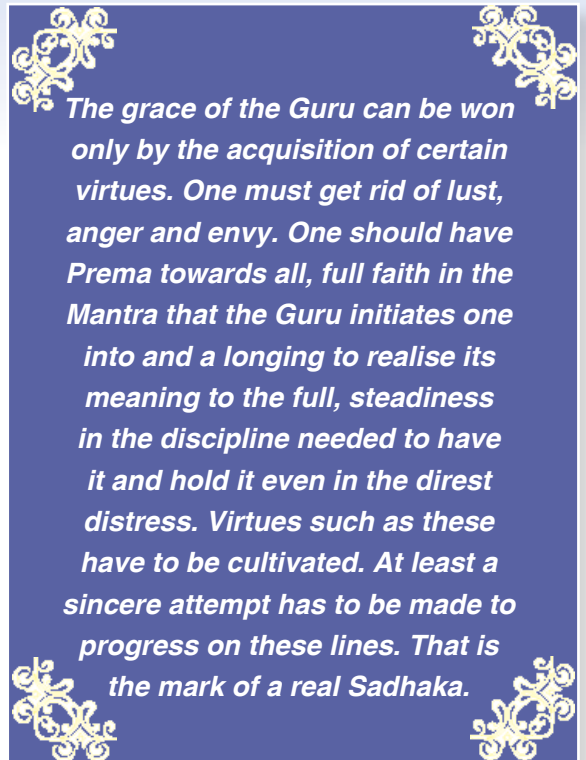 The grace of the Guru can be won
only by the acquisition of certain
virtues. One must get rid of lust,
anger and envy. One should have
Prema towards all, full faith in the
Mantra that the Guru initiates one
into and a longing to realise its
meaning to the full, steadiness
in the discipline needed to have
it and hold it even in the direst
distress. Virtues such as these
have to be cultivated. At least a
sincere attempt has to be made to
progress on these lines. That is
the mark of a real Sadhaka.